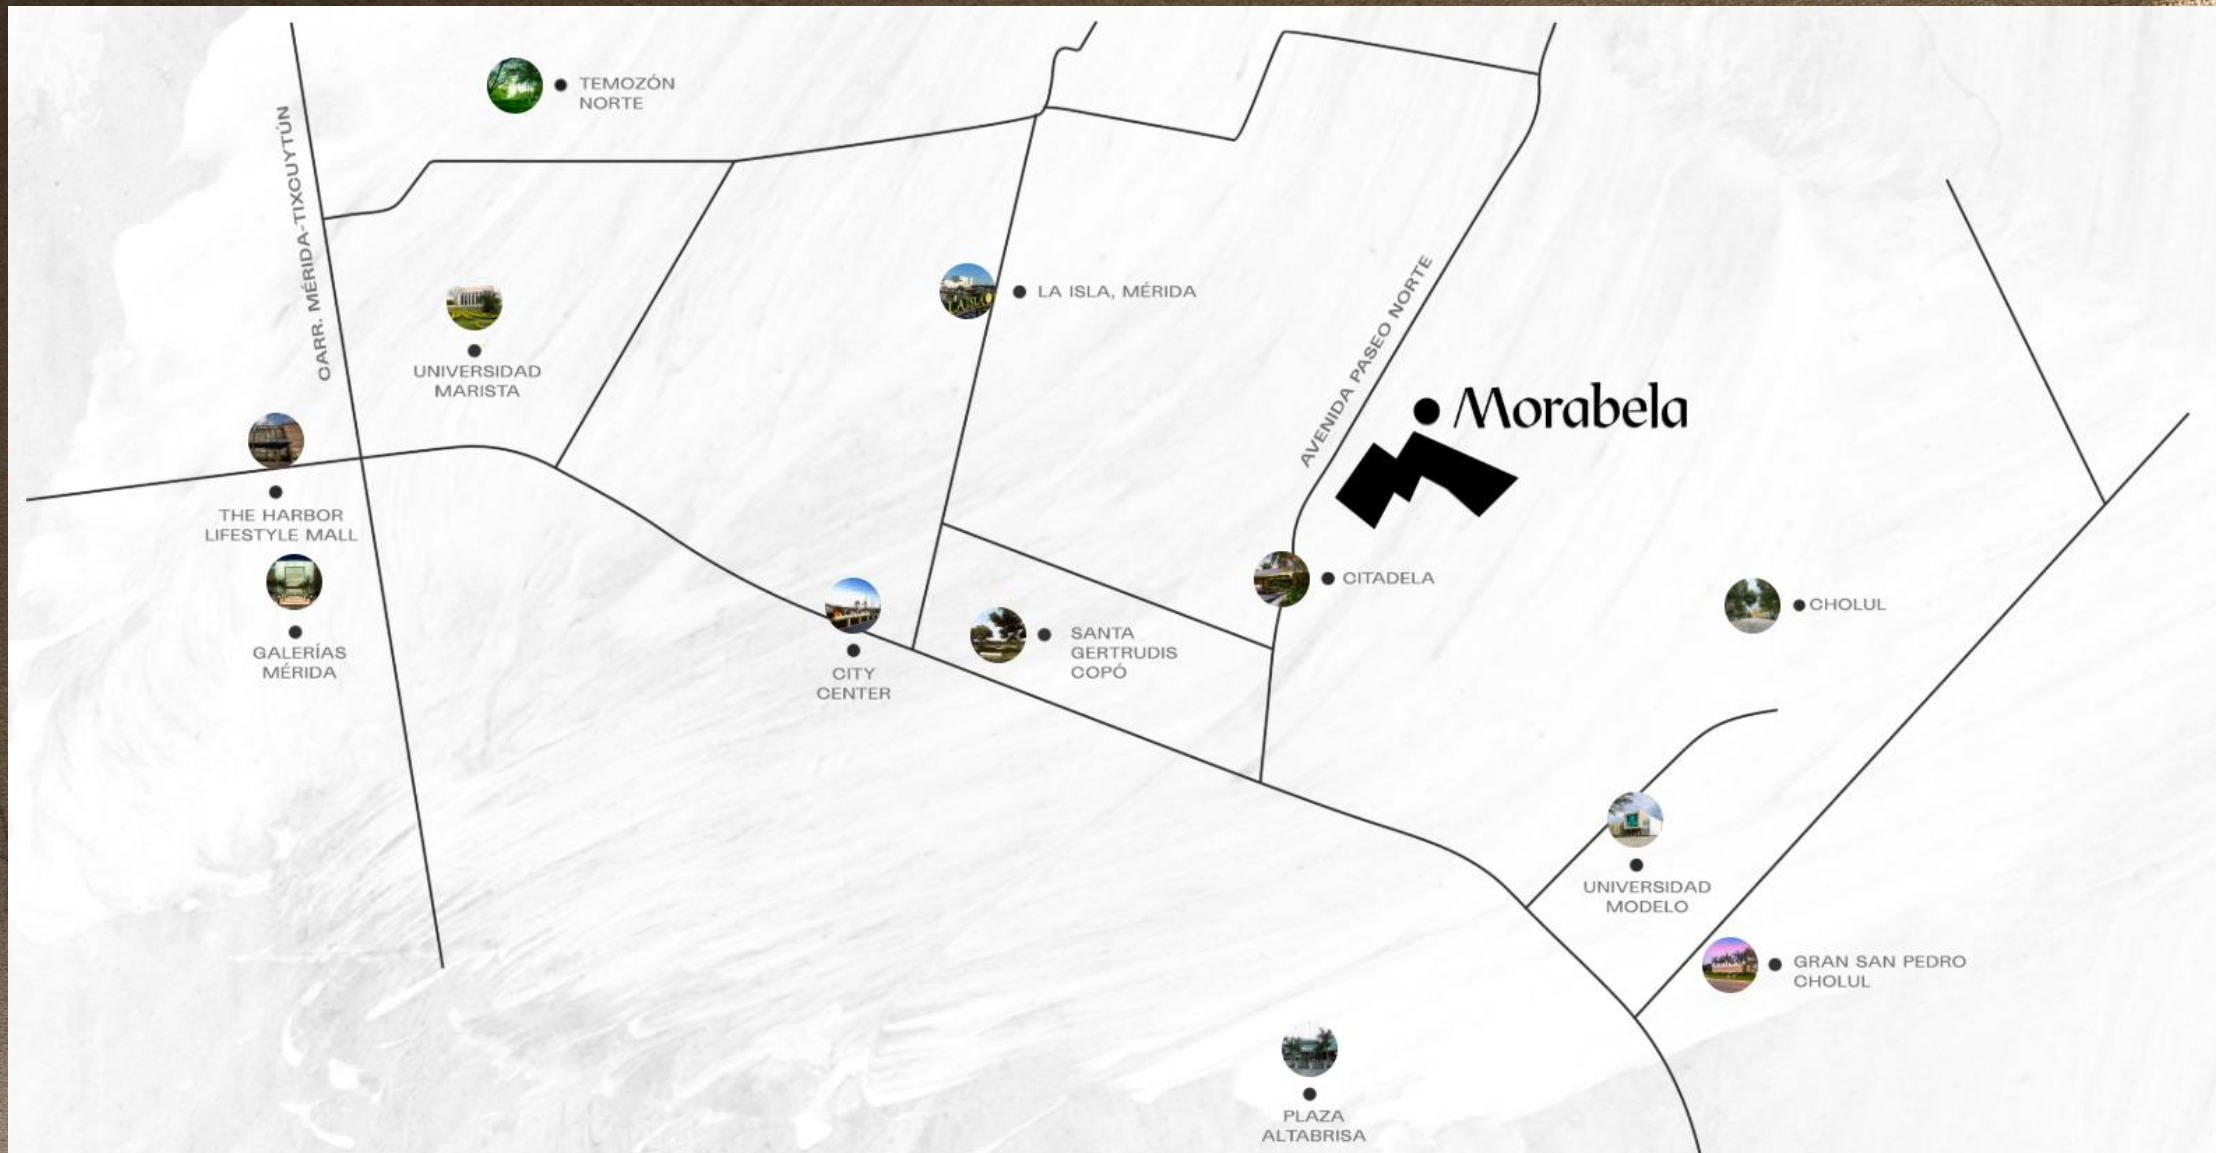 TEMOZÓN
NORTE
CARR. MÉRIDA-TIXCUYTÚN
LA ISLA, MÉRIDA
AVENIDA PASEO NORTE
UNIVERSIDAD
MARISTA
Morabela
THE HARBOR
LIFESTYLE MALL
CITADELA
CHOLUL
GALERÍAS
MÉRIDA
SANTA
GERTRUDIS
COPÓ
CITY
CENTER
UNIVERSIDAD
MODELO
GRAN SAN PEDRO
CHOLUL
PLAZA
ALTABRISA